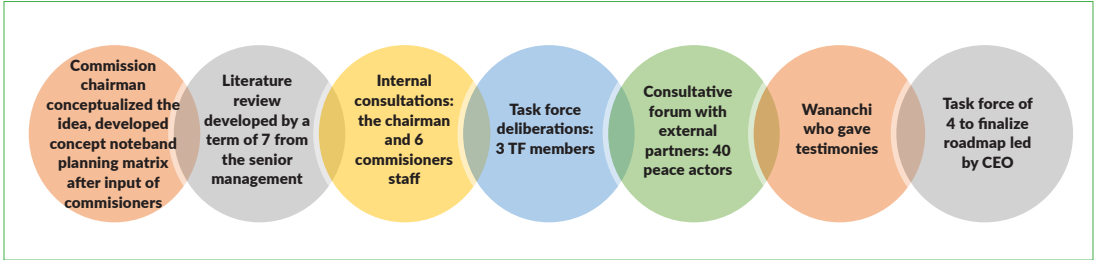 Commission
chairman
conceptualized the
idea, developed
concept noteband
planning matrix
after input of
commisioners
Literature
review
developed by a
term of 7 from
the senior
management
Internal
consultations:
the chairman
and 6
commisioners
staff
Task force
deliberations:
3 TF members
Consultative
forum with
external
partners: 40
peace actors
Wananchi
who gave
testimonies
Task force of
4 to finalize
roadmap led
by CEO